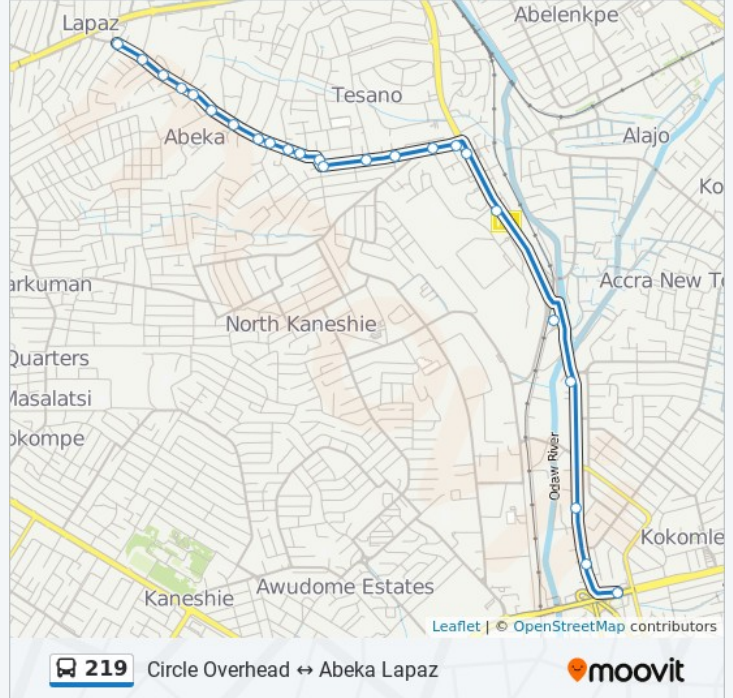 Lapaz
Abelenkpe
Tesano
Abeka
Alajo
Ko
arkuman
Accra New To
North Kaneshie
Quarters
Masalatsi
okompe
Odaw River
Kokomle
Awudome Estates
Kaneshie
Leaflet | © OpenStreetMap contributors
219 Circle Overhead ↔ Abeka Lapaz
moovit